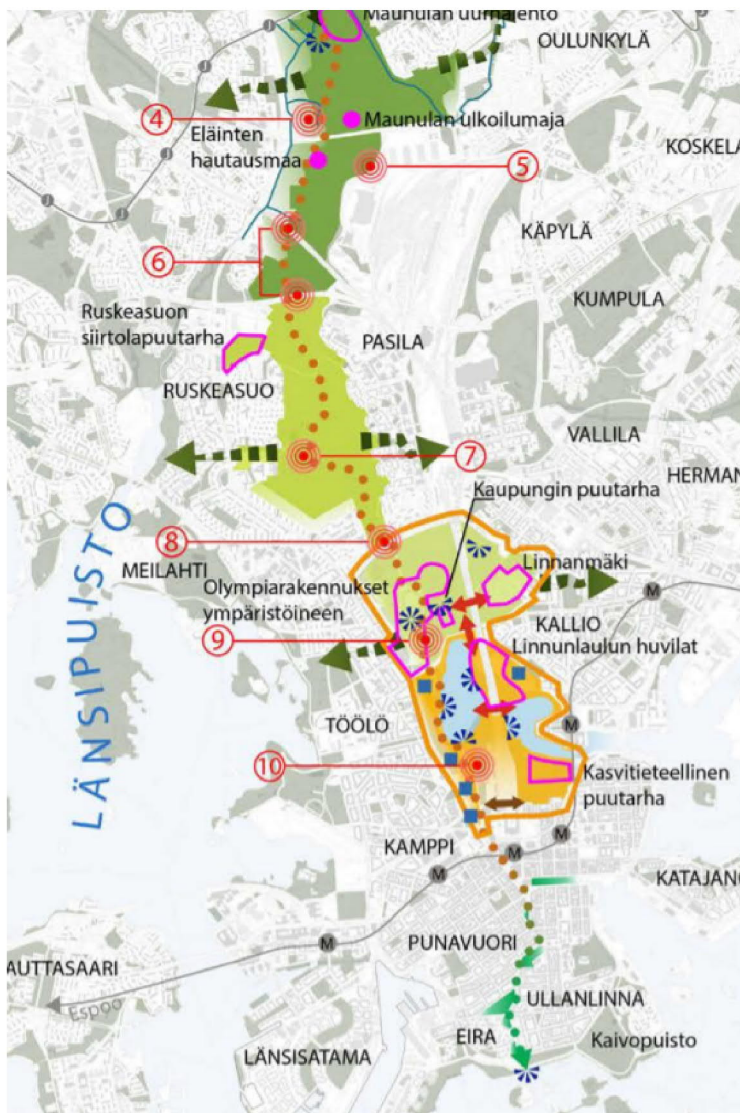 Maunulan uurnalehto
OULUNKYLÄ
4
Maunulan ulkoilumaja
Eläinten
hautausmaa
KOSKELA
5
KÄPYLÄ
6
KUMPULA
Ruskeasuon
siirtolapuutarha
PASILA
RUSKEASUO
VALLILA
7
HERMAN
Kaupungin puutarha
LÄNSIPUISTO
8
MEILAHTI
Linnanmäki
Olympiarakennukset
ympäristöineen
M
KALLIO
9
Linnunlaulun huvilat
TÖÖLÖ
M
10
Kasvitieteellinen
puutarha
KAMPPI
M
M
M
KATAJANO
M
PUNAVUORI
AUTTASAARI
Espoo
ULLANLINNA
EIRA
Kaivopuisto
LÄNSISATAMA